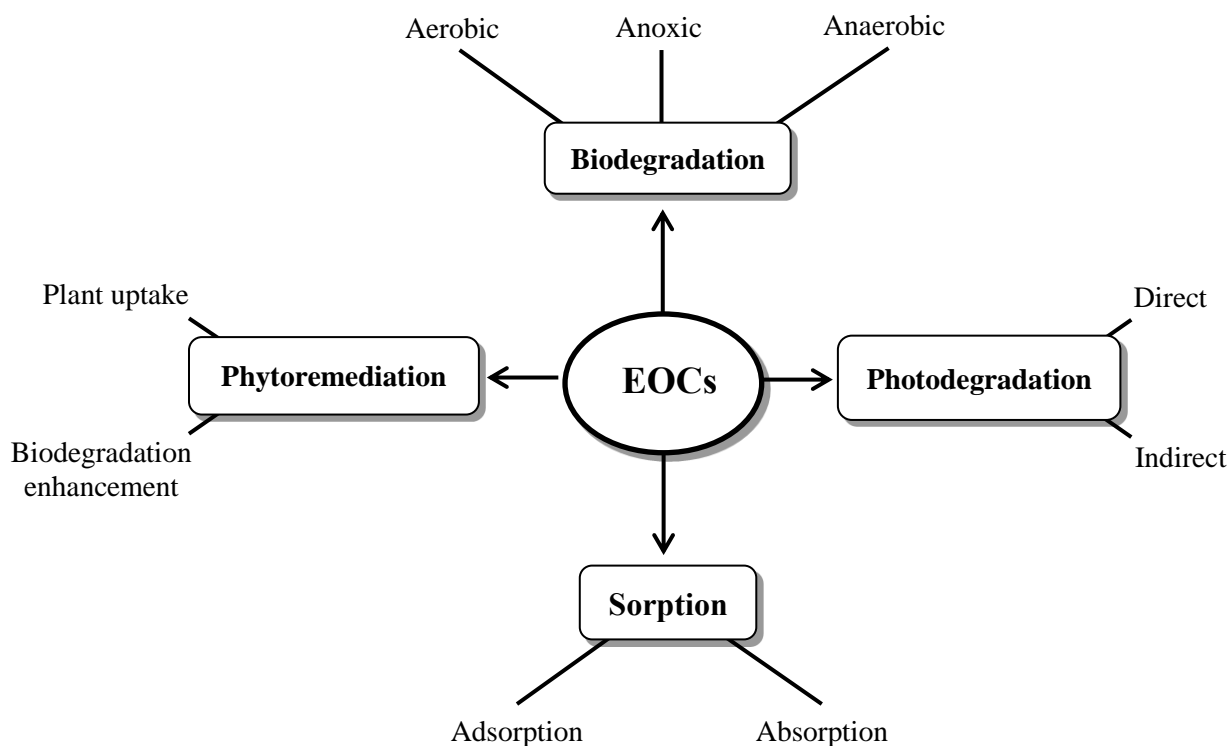 Aerobic
Anoxic
Anaerobic
Biodegradation
Plant uptake
Phytoremediation
Biodegradation
enhancement
EOCs
Direct
Photodegradation
Indirect
Sorption
Adsorption
Absorption